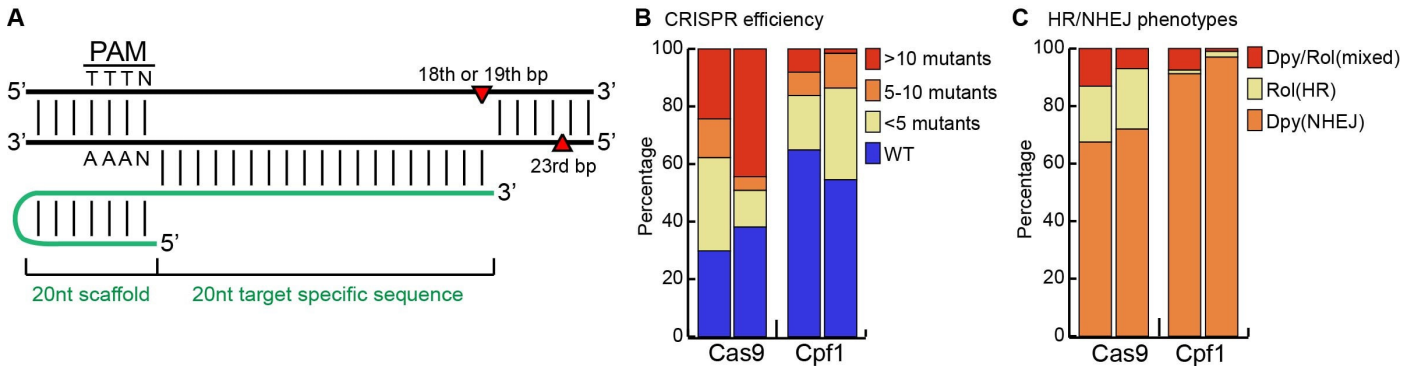 A
PAM
T T T N
18th or 19th bp
5’
3’
3’
5’
A A A N
23rd bp
3’
5’
20nt scaffold
20nt target specific sequence
B CRISPR efficiency
Percentage
100
80
60
40
20
0
Cas9
Cpf1
>10 mutants
5-10 mutants
<5 mutants
WT
C HR/NHEJ phenotypes
Percentage
100
80
60
40
20
0
Cas9
Cpf1
Dpy/Rol(mixed)
Rol(HR)
Dpy(NHEJ)